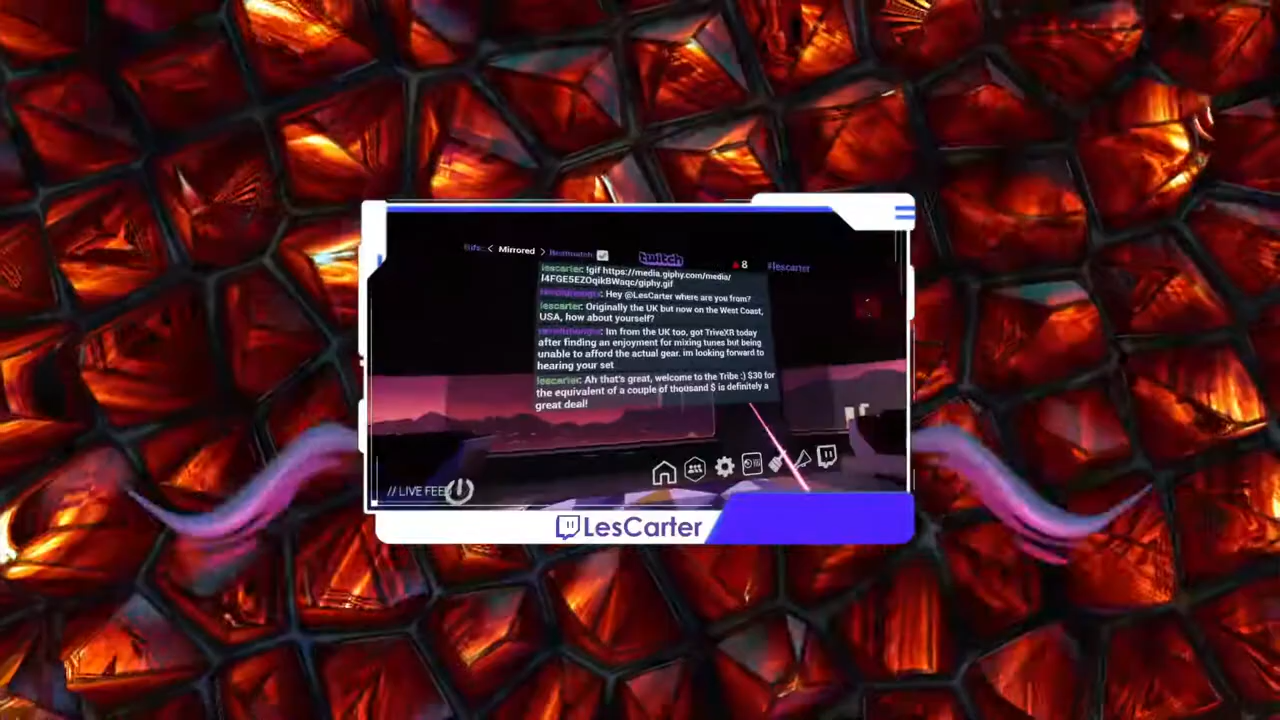 Mirrored
twitch
8
lescarter
lescarter: !gif https://media.giphy.com/media/
I4FGE5EZOqikBWaqc/giphy.gif
: Hey @LesCarter where are you from?
lescarter: Originally the UK but now on the West Coast,
USA, how about yourself?
: Im from the UK too, got TriveXR today
after finding an enjoyment for mixing tunes but being
unable to afford the actual gear. im looking forward to
hearing your set
lescarter: Ah that's great, welcome to the Tribe :) $30 for
the equivalent of a couple of thousand $ is definitely a
great deal!
// LIVE FEE
LesCarter